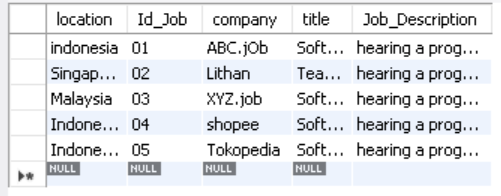 location Id_Job company title Job_Description
indonesia 01 ABC.jOb Soft... hearing a prog...
Singap... 02 Lithan Tea... hearing a prog...
Malaysia 03 XYZ.job Soft... hearing a prog...
Indone... 04 shopee Soft... hearing a prog...
Indone... 05 Tokopedia Soft... hearing a prog...
NULL NULL NULL NULL